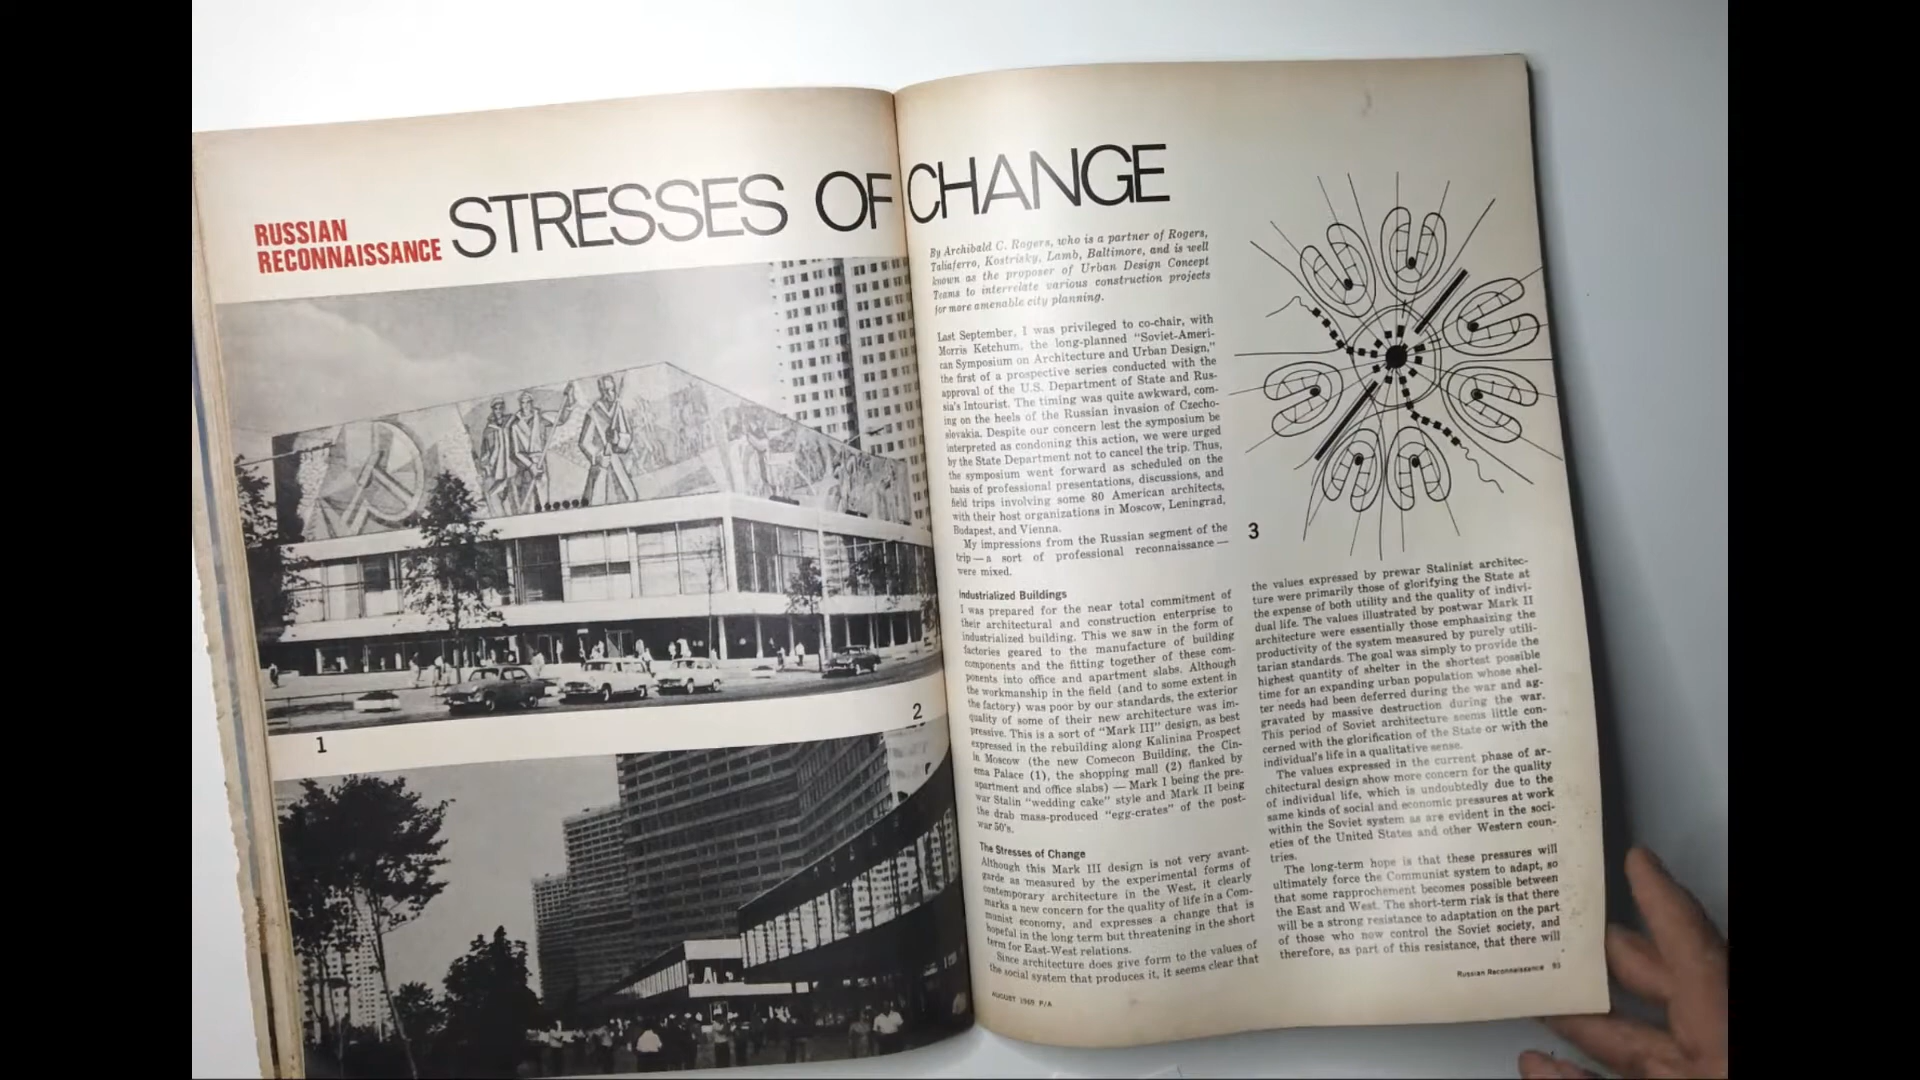 RUSSIAN
RECONNAISSANCE
STRESSES OF CHANGE
1
2
By Archibald C. Rogers, who is a partner of Rogers,
Taliaferro, Kostrisky, Lamb, Baltimore, and is well
known as the proposer of Urban Design Concept
Teams to interrelate various construction projects
for more amenable city planning.
Last September, I was privileged to co-chair, with
Morris Ketchum, the long-planned "Soviet-Ameri-
can Symposium on Architecture and Urban Design,"
the first of a prospective series conducted with the
approval of the U.S. Department of State and Rus-
sia's Intourist. The timing was quite awkward, com-
ing on the heels of the Russian invasion of Czecho-
slovakia. Despite our concern lest the symposium be
interpreted as condoning this action, we were urged
by the State Department not to cancel the trip. Thus,
the symposium went forward as scheduled on the
basis of professional presentations, discussions, and
field trips involving some 80 American architects,
with their host organizations in Moscow, Leningrad,
Budapest, and Vienna.
My impressions from the Russian segment of the
trip — a sort of professional reconnaissance —
were mixed.
Industrialized Buildings
I was prepared for the near total commitment of
their architectural and construction enterprise to
industrialized building. This we saw in the form of
factories geared to the manufacture of building
components and the fitting together of these com-
ponents into office and apartment slabs. Although
the workmanship in the field (and to some extent in
the factory) was poor by our standards, the exterior
quality of some of their new architecture was im-
pressive. This is a sort of "Mark III" design, as best
expressed in the rebuilding along Kalinina Prospect
in Moscow (the new Comecon Building, the Cin-
ema Palace (1), the shopping mall (2) flanked by
apartment and office slabs) — Mark I being the pre-
war Stalin "wedding cake" style and Mark II being
the drab mass-produced "egg-crates" of the post-
war 50's.
The Stresses of Change
Although this Mark III design is not very avant-
garde as measured by the experimental forms of
contemporary architecture in the West, it clearly
marks a new concern for the quality of life in a Com-
munist economy, and expresses a change that is
hopeful in the long term but threatening in the short
term for East-West relations.
Since architecture does give form to the values of
the social system that produces it, it seems clear that
AUGUST 1969 P/A
3
the values expressed by prewar Stalinist architec-
ture were primarily those of glorifying the State at
the expense of both utility and the quality of indivi-
dual life. The values illustrated by postwar Mark II
architecture were essentially those emphasizing the
productivity of the system measured by purely utili-
tarian standards. The goal was simply to provide the
highest quantity of shelter in the shortest possible
time for an expanding urban population whose shel-
ter needs had been deferred during the war and ag-
gravated by massive destruction during the war.
This period of Soviet architecture seems little con-
cerned with the glorification of the State or with the
individual's life in a qualitative sense.
The values expressed in the current phase of ar-
chitectural design show more concern for the quality
of individual life, which is undoubtedly due to the
same kinds of social and economic pressures at work
within the Soviet system as are evident in the soci-
eties of the United States and other Western coun-
tries.
The long-term hope is that these pressures will
ultimately force the Communist system to adapt, so
that some rapprochement becomes possible between
the East and West. The short-term risk is that there
will be a strong resistance to adaptation on the part
of those who now control the Soviet society, and
therefore, as part of this resistance, that there will
Russian Reconnaissance 93